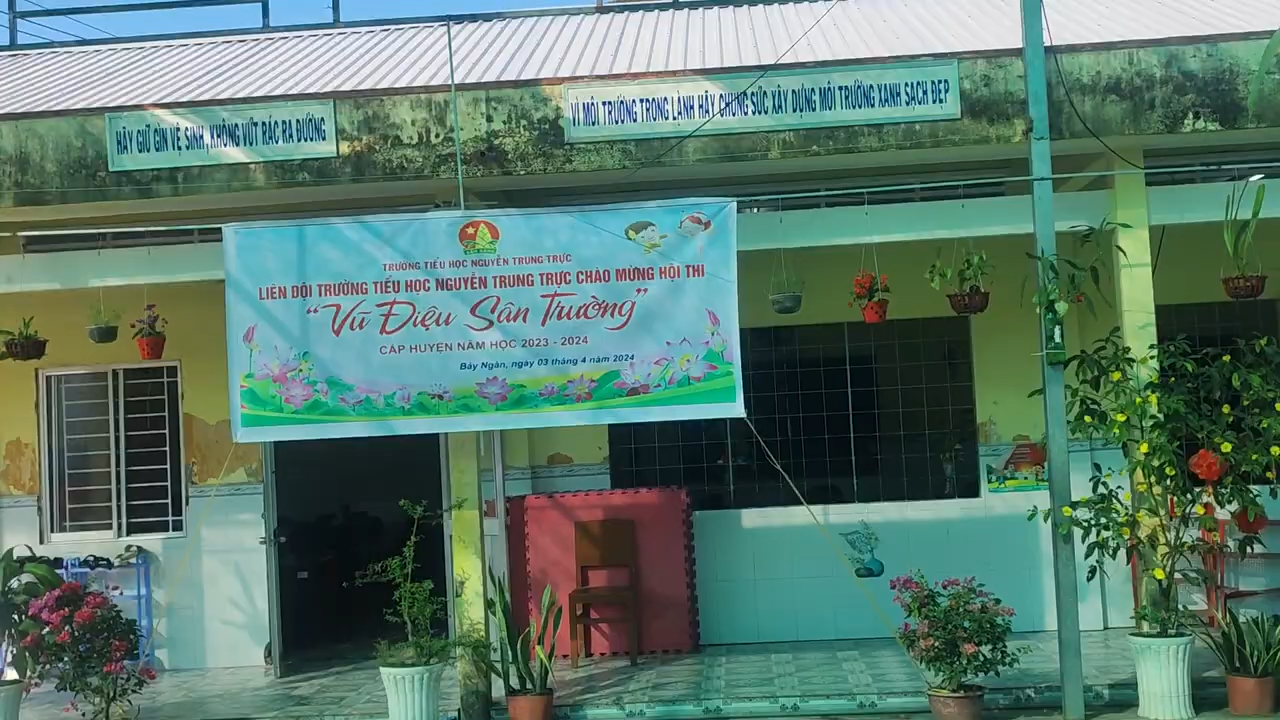 HÃY GIỮ GÌN VỆ SINH, KHÔNG VỨT RÁC RA ĐƯỜNG
VÌ MÔI TRƯỜNG TRONG LÀNH HÃY CHUNG SỨC XÂY DỰNG MÔI TRƯỜNG XANH SẠCH ĐẸP
TRƯỜNG TIỂU HỌC NGUYỄN TRUNG TRỰC
LIÊN ĐỘI TRƯỜNG TIỂU HỌC NGUYỄN TRUNG TRỰC CHÀO MỪNG HỘI THI
"Vũ Điệu Sân Trường"
CẤP HUYỆN NĂM HỌC 2023 - 2024
Bảy Ngàn, ngày 03 tháng 4 năm 2024